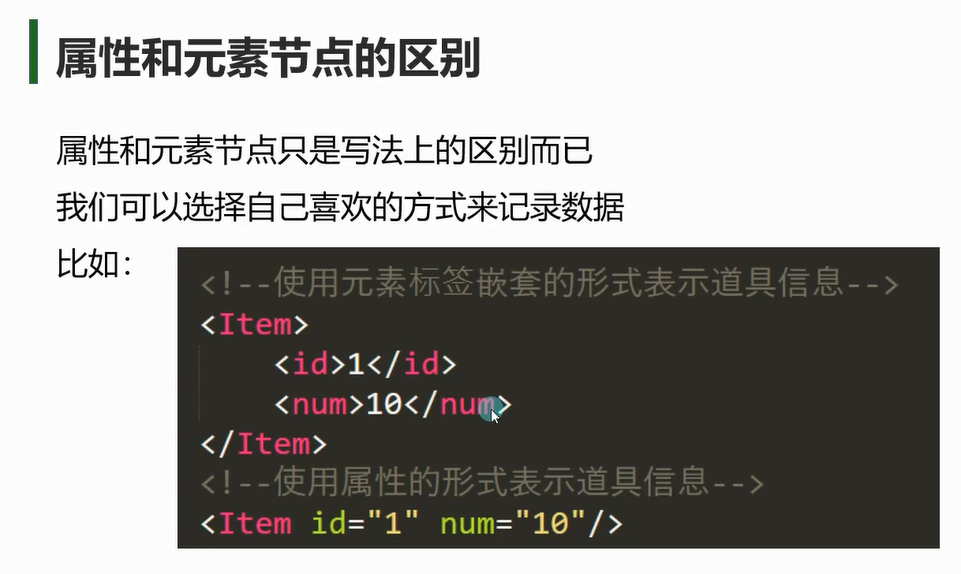 属性和元素节点的区别
属性和元素节点只是写法上的区别而已
我们可以选择自己喜欢的方式来记录数据
比如：
<!--使用元素标签嵌套的形式表示道具信息-->
<Item>
    <id>1</id>
    <num>10</num>
</Item>
<!--使用属性的形式表示道具信息-->
<Item id="1" num="10"/>